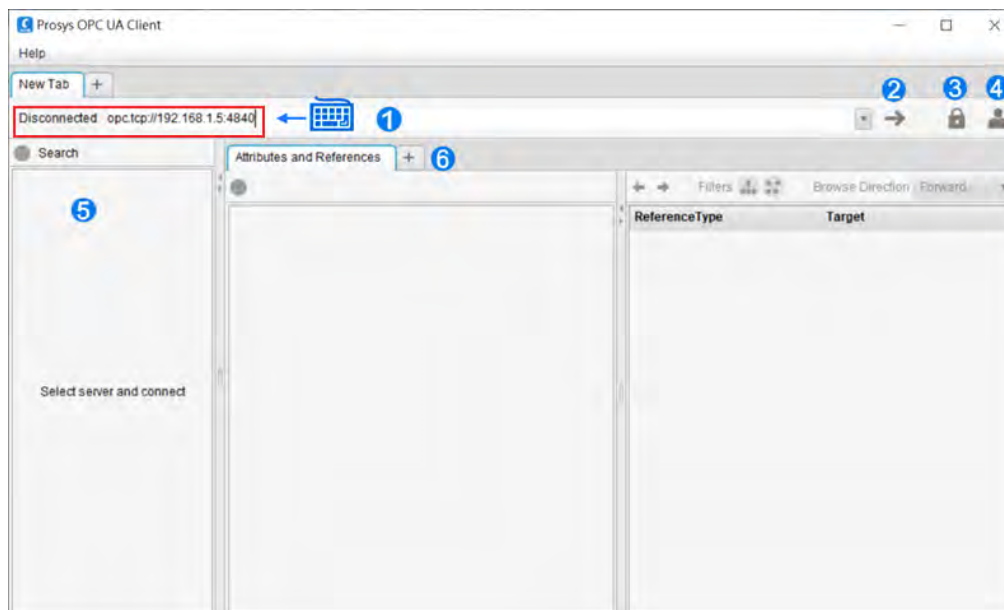 Prosys OPC UA Client
Help
New Tab +
2 3 4
Disconnected opc.tcp://192.168.1.5:4840 1
Search Attributes and References + 6
Filters Browse Direction Forward
5 ReferenceType Target
Select server and connect